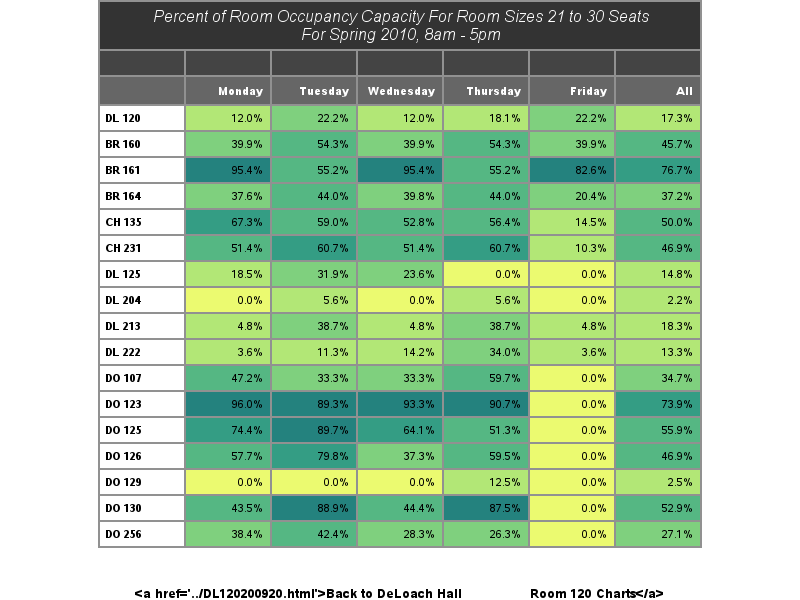 Percent of Room Occupancy Capacity For Room Sizes 21 to 30 Seats
For Spring 2010, 8am - 5pm
Monday Tuesday Wednesday Thursday Friday All
DL 120 12.0% 22.2% 12.0% 18.1% 22.2% 17.3%
BR 160 39.9% 54.3% 39.9% 54.3% 39.9% 45.7%
BR 161 95.4% 55.2% 95.4% 55.2% 82.6% 76.7%
BR 164 37.6% 44.0% 39.8% 44.0% 20.4% 37.2%
CH 135 67.3% 59.0% 52.8% 56.4% 14.5% 50.0%
CH 231 51.4% 60.7% 51.4% 60.7% 10.3% 46.9%
DL 125 18.5% 31.9% 23.6% 0.0% 0.0% 14.8%
DL 204 0.0% 5.6% 0.0% 5.6% 0.0% 2.2%
DL 213 4.8% 38.7% 4.8% 38.7% 4.8% 18.3%
DL 222 3.6% 11.3% 14.2% 34.0% 3.6% 13.3%
DO 107 47.2% 33.3% 33.3% 59.7% 0.0% 34.7%
DO 123 96.0% 89.3% 93.3% 90.7% 0.0% 73.9%
DO 125 74.4% 89.7% 64.1% 51.3% 0.0% 55.9%
DO 126 57.7% 79.8% 37.3% 59.5% 0.0% 46.9%
DO 129 0.0% 0.0% 0.0% 12.5% 0.0% 2.5%
DO 130 43.5% 88.9% 44.4% 87.5% 0.0% 52.9%
DO 256 38.4% 42.4% 28.3% 26.3% 0.0% 27.1%
<a href='../DL120200920.html'>Back to DeLoach Hall Room 120 Charts</a>